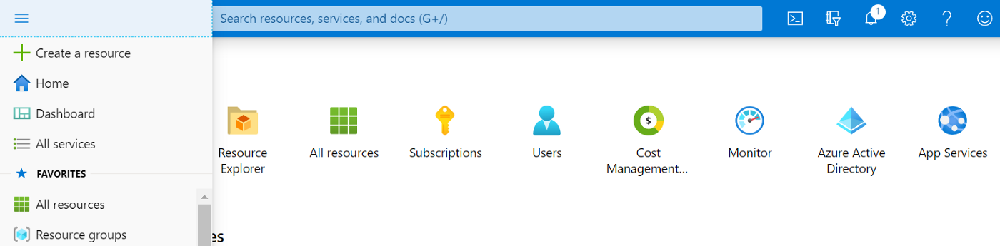 Search resources, services, and docs (G+/)
1
Create a resource
Home
Dashboard
All services
FAVORITES
All resources
Resource groups
Resource
Explorer
All resources
Subscriptions
Users
Cost
Management...
Monitor
Azure Active
Directory
App Services
es